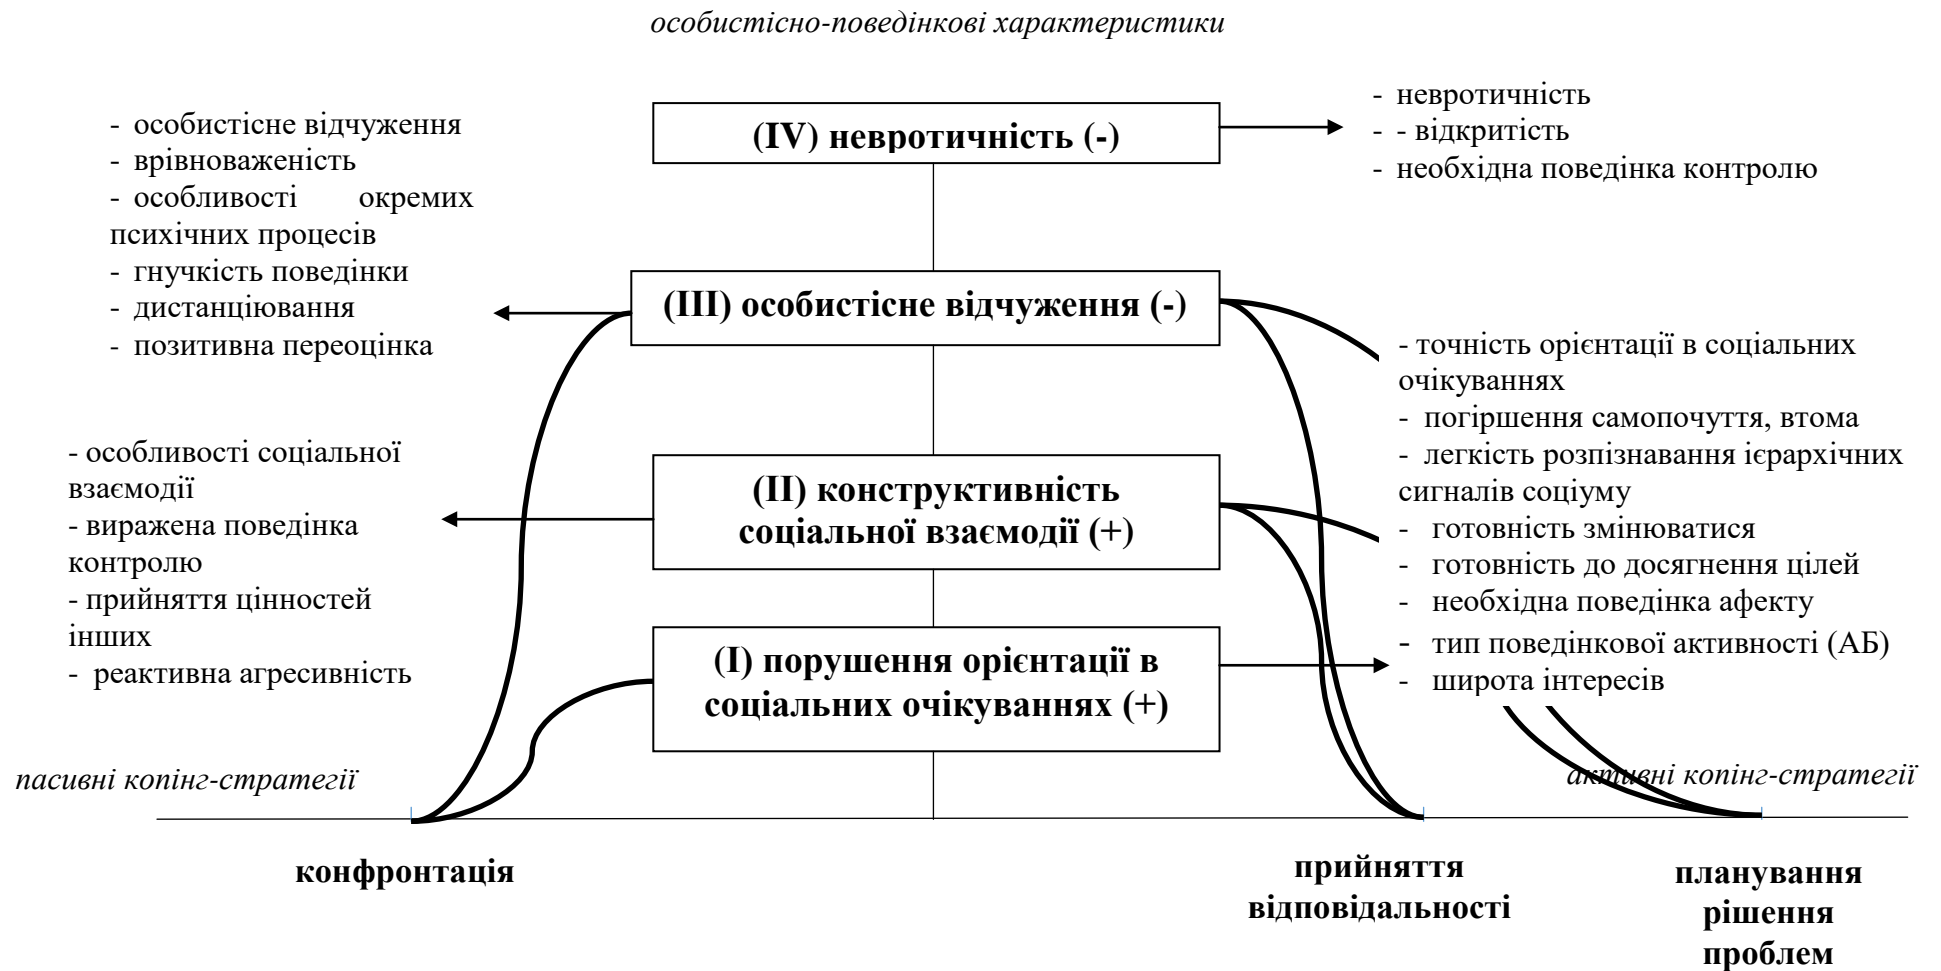 особистісно-поведінкові характеристики
- особистісне відчуження
- врівноваженість
- особливості окремих
психічних процесів
- гнучкість поведінки
- дистанціювання
- позитивна переоцінка
(IV) невротичність (-)
- невротичність
- - відкритість
- необхідна поведінка контролю
(III) особистісне відчуження (-)
- особливості соціальної
взаємодії
- виражена поведінка
контролю
- прийняття цінностей
інших
- реактивна агресивність
(II) конструктивність
соціальної взаємодії (+)
(I) порушення орієнтації в
соціальних очікуваннях (+)
- точність орієнтації в соціальних
очікуваннях
- погіршення самопочуття, втома
- легкість розпізнавання ієрархічних
сигналів соціуму
- готовність змінюватися
- готовність до досягнення цілей
- необхідна поведінка афекту
- тип поведінкової активності (АБ)
- широта інтересів
пасивні копінг-стратегії
активні копінг-стратегії
конфронтація
прийняття
відповідальності
планування
рішення
проблем